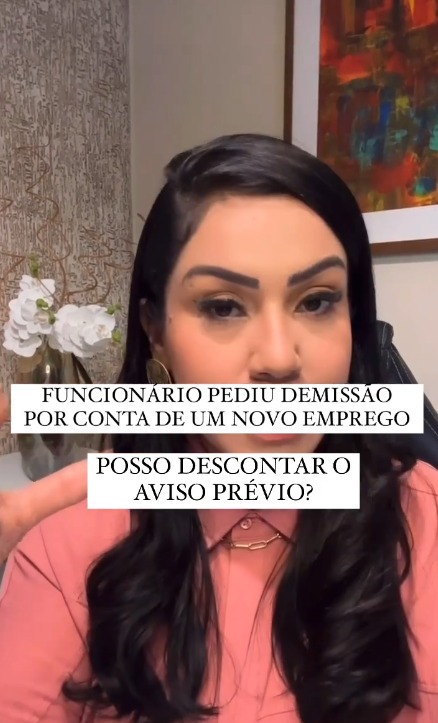 FUNCIONÁRIO PEDIU DEMISSÃO
POR CONTA DE UM NOVO EMPREGO
POSSO DESCONTAR O
AVISO PRÉVIO?